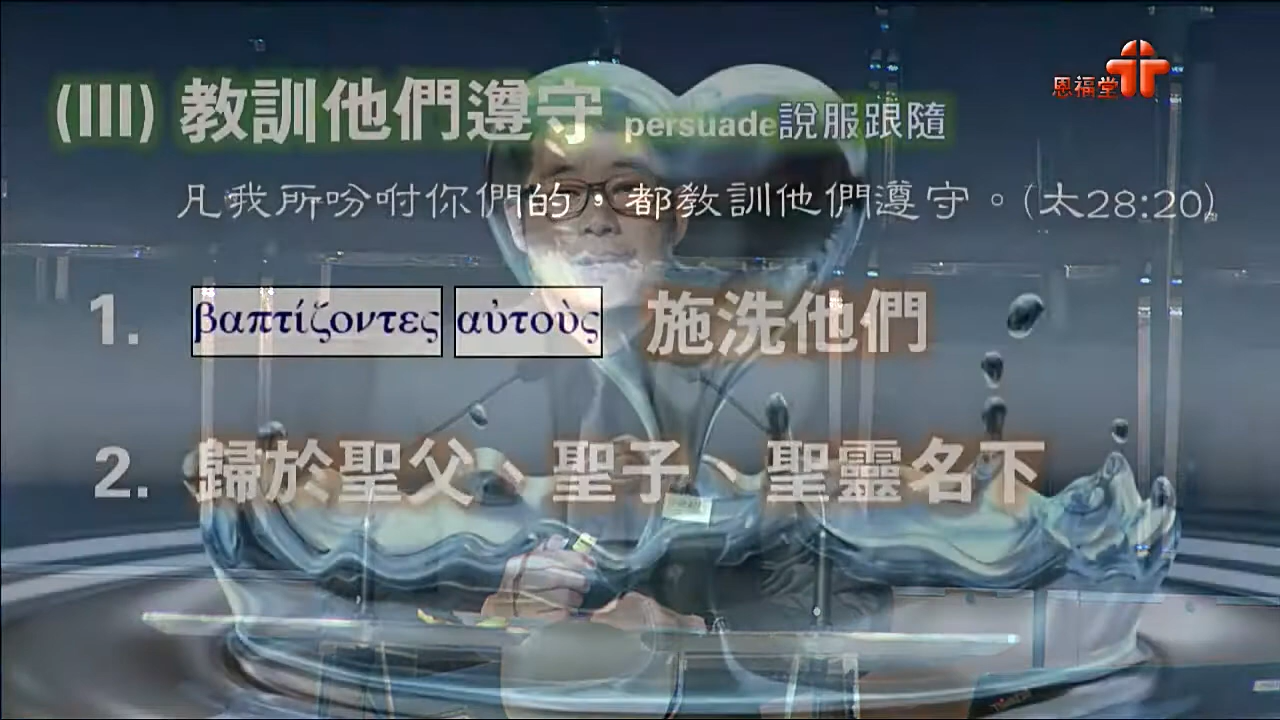 恩福堂
(III) 教訓他們遵守 persuade說服跟隨
凡我所吩咐你們的，都教訓他們遵守。(太28:20)
1. βαπτίζοντες αὐτοὺς 施洗他們
2. 歸於聖父、聖子、聖靈名下